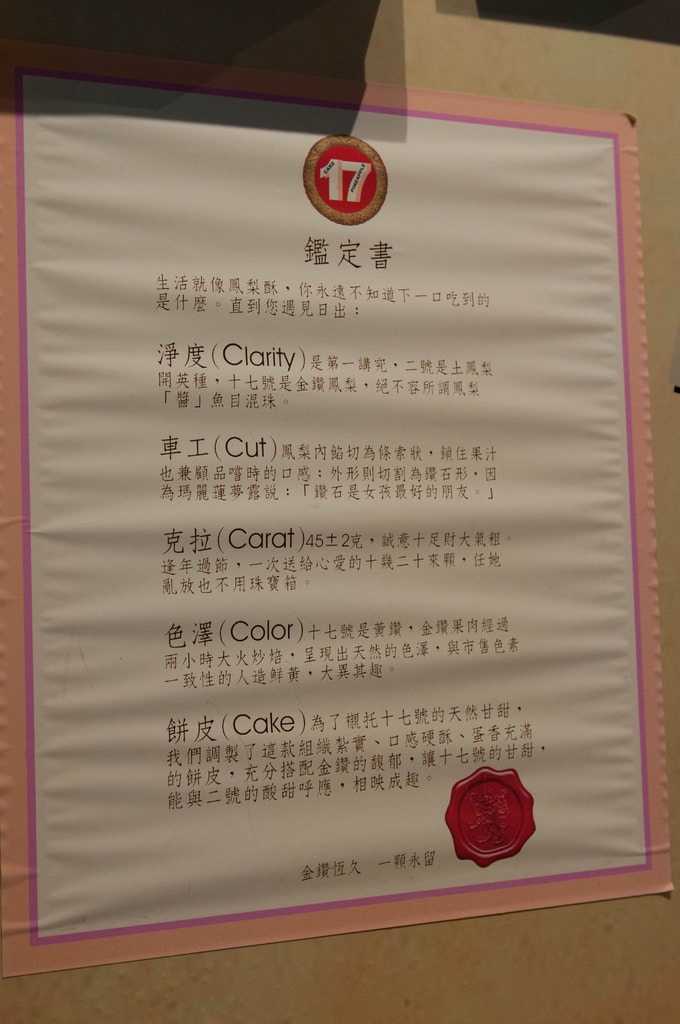 CAKE
17
PINEAPPLE
鑑定書
生活就像鳳梨酥，你永遠不知道下一口吃到的
是什麼。直到您遇見日出：
淨度(Clarity)是第一講究，二號是土鳳梨
開英種，十七號是金鑽鳳梨，絕不容所謂鳳梨
「醬」魚目混珠。
車工(Cut)鳳梨內餡切為條索狀，鎖住果汁
也兼顧品嚐時的口感；外形則切割為鑽石形，因
為瑪麗蓮夢露説：「鑽石是女孩最好的朋友。」
克拉(Carat)45±2克，誠意十足財大氣粗。
逢年過節，一次送給心愛的十幾二十來顆，任她
亂放也不用珠寶箱。
色澤(Color)十七號是黃鑽，金鑽果肉經過
兩小時大火炒焙，呈現出天然的色澤，與市售色素
一致性的人造鮮黃，大異其趣。
餅皮(Cake)為了襯托十七號的天然甘甜，
我們調製了這款組織紮實、口感硬酥、蛋香充滿
的餅皮，充分搭配金鑽的馥郁，讓十七號的甘甜，
能與二號的酸甜呼應，相映成趣。
金鑽恆久 一顆永留